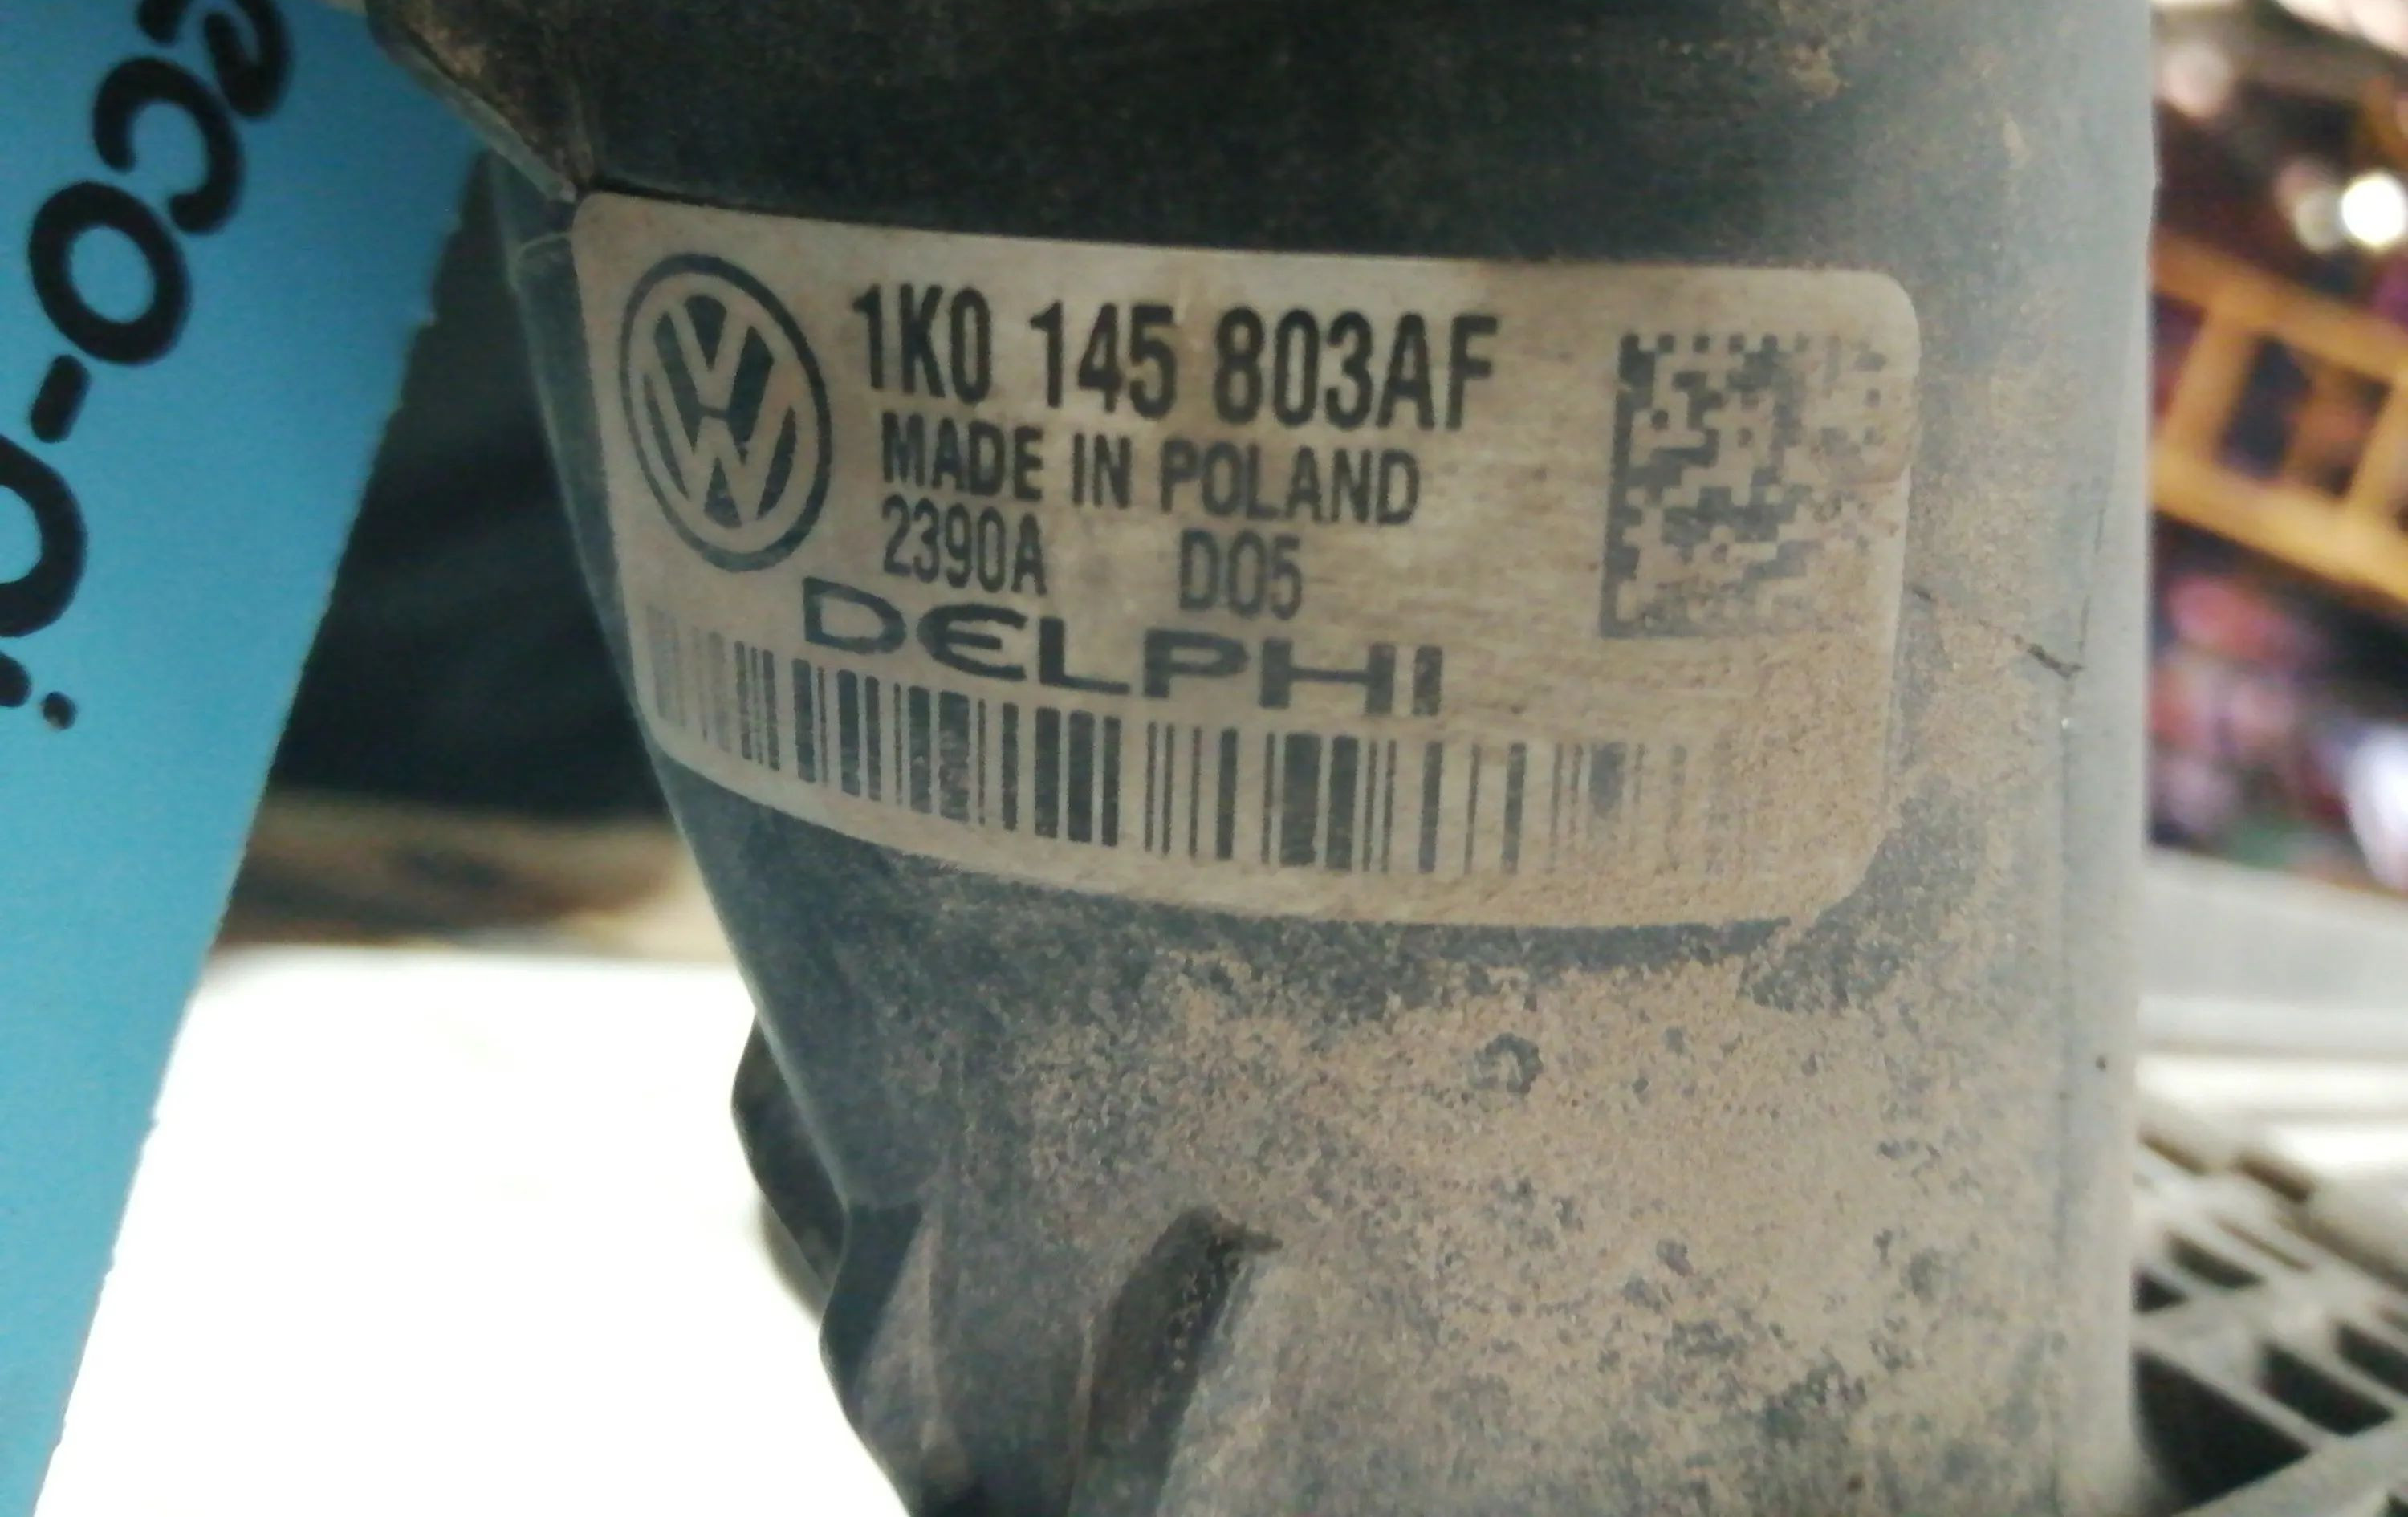 1K0 145 803AF
MADE IN POLAND
2390A D05
DELPHI